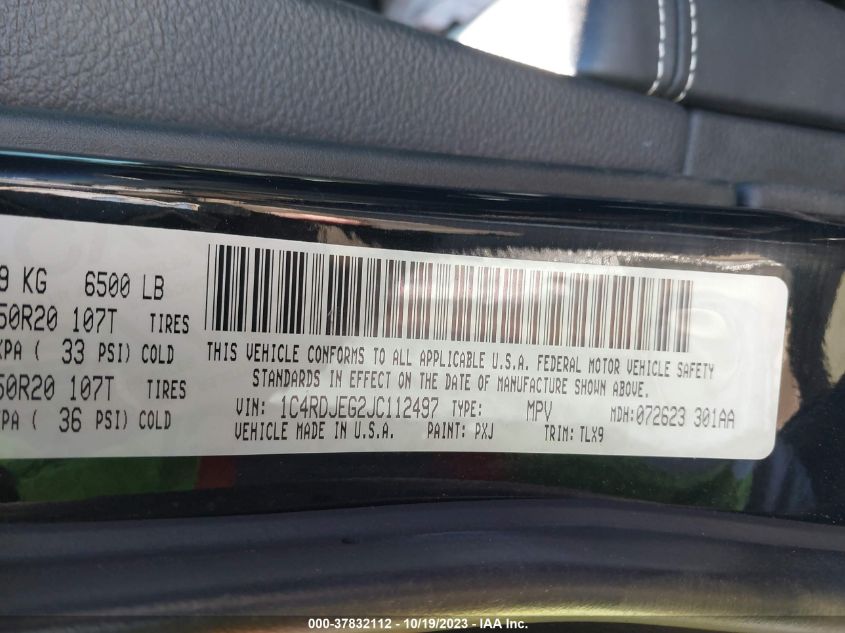 9 KG 6500 LB
50R20 107T TIRES
KPA ( 33 PSI) COLD
50R20 107T TIRES
KPA ( 36 PSI) COLD
THIS VEHICLE CONFORMS TO ALL APPLICABLE U.S.A. FEDERAL MOTOR VEHICLE SAFETY
STANDARDS IN EFFECT ON THE DATE OF MANUFACTURE SHOWN ABOVE.
VIN: 1C4RDJEG2JC112497 TYPE: MPV MDH:072623 301AA
VEHICLE MADE IN U.S.A. PAINT: PXJ TRIM: TLX9
000-37832112 - 10/19/2023 - IAA Inc.